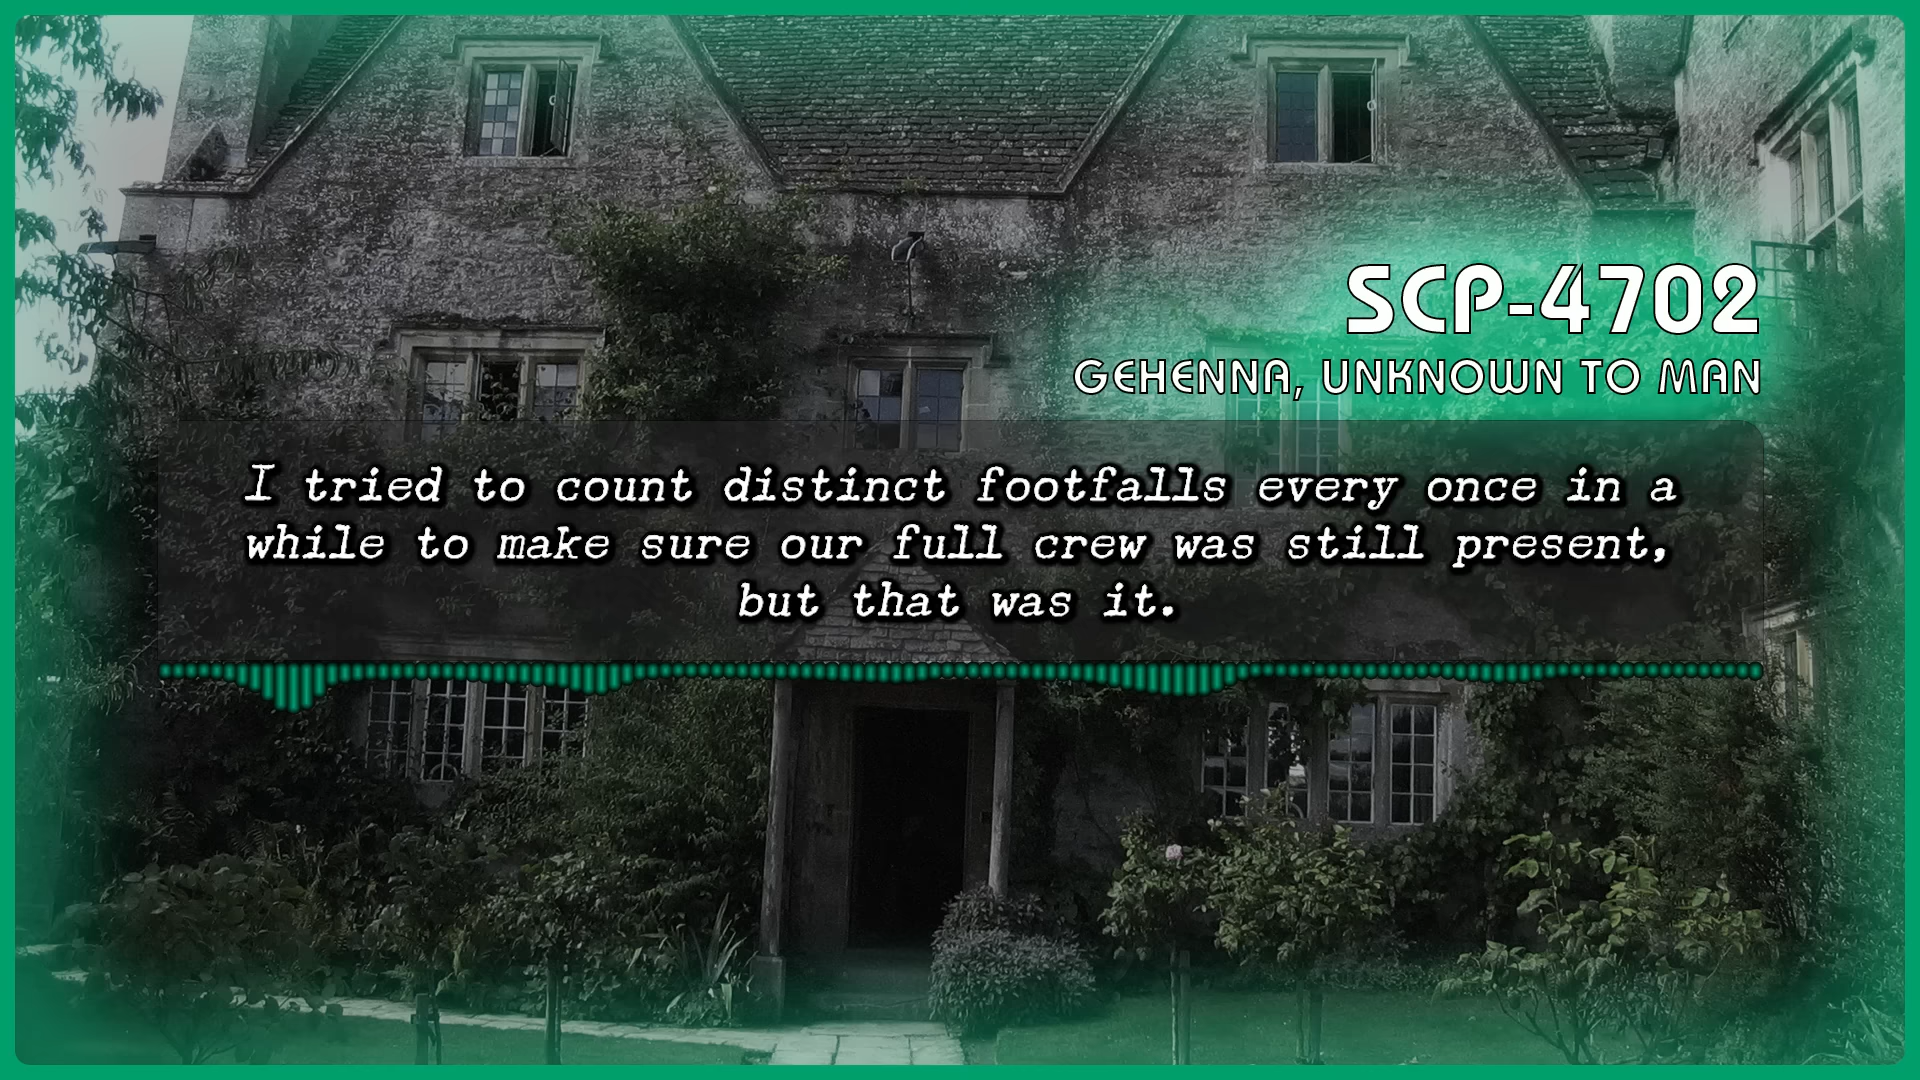 SCP-4702
GEHENNA, UNKNOWN TO MAN
I tried to count distinct footfalls every once in a
while to make sure our full crew was still present,
but that was it.